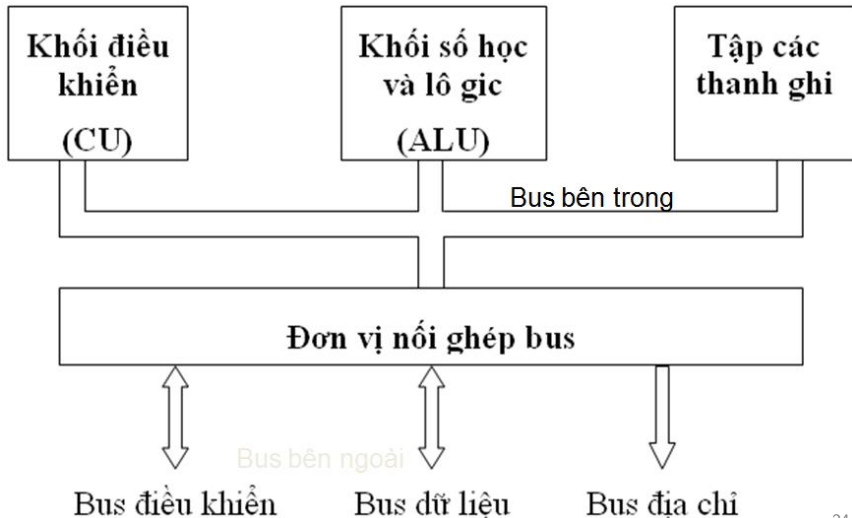 Khối điều
khiển
(CU)
Khối số học
và lô gic
(ALU)
Tập các
thanh ghi
Bus bên trong
Đơn vị nối ghép bus
Bus bên ngoài
Bus điều khiển
Bus dữ liệu
Bus địa chỉ